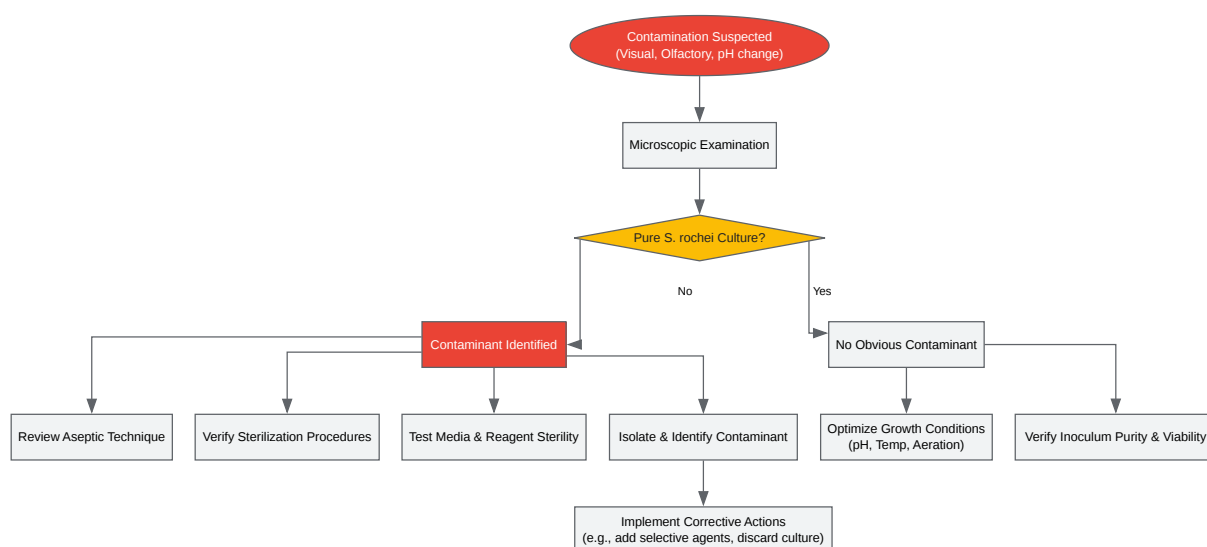 Contamination Suspected
(Visual, Olfactory, pH change)
Microscopic Examination
Pure S. rochei Culture?
No
Yes
Contaminant Identified
No Obvious Contaminant
Review Aseptic Technique
Verify Sterilization Procedures
Test Media & Reagent Sterility
Isolate & Identify Contaminant
Optimize Growth Conditions
(pH, Temp, Aeration)
Verify Inoculum Purity & Viability
Implement Corrective Actions
(e.g., add selective agents, discard culture)